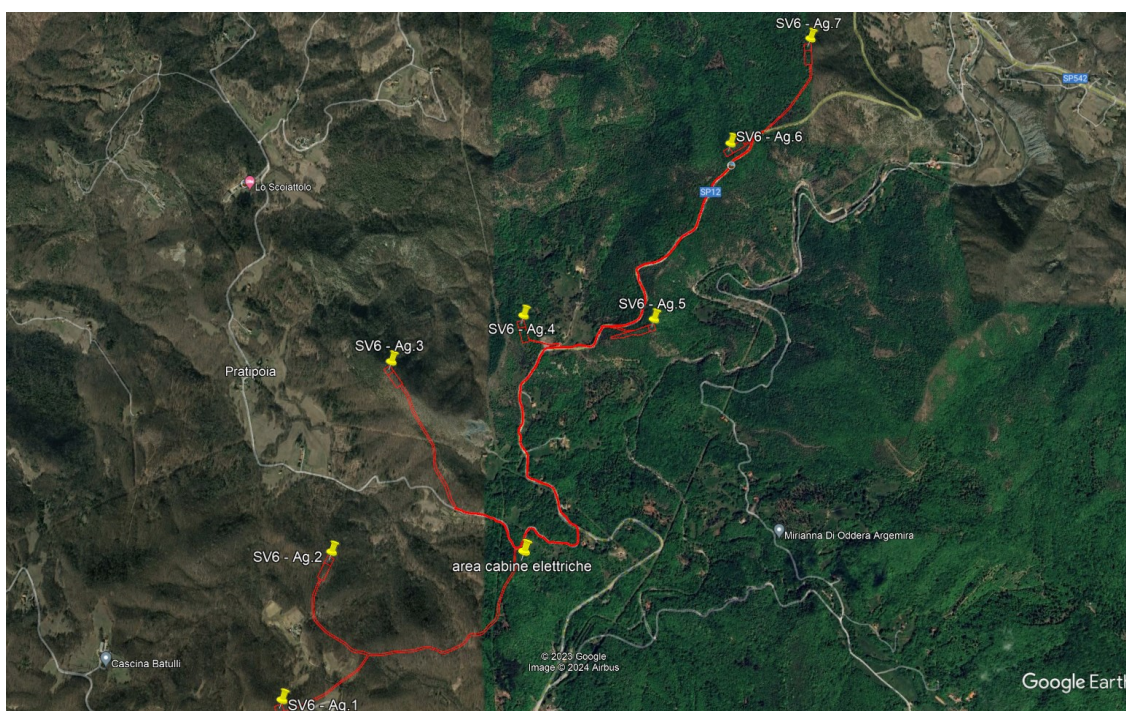 SV6 - Ag.7
SP542
SV6 - Ag.6
Lo Scoiattolo
SP12
SV6 - Ag.5
SV6 - Ag.4
SV6 - Ag.3
Pratipoia
Mirianna Di Oddera Argemira
SV6 - Ag.2
area cabine elettriche
Cascina Batulli
© 2023 Google
Image © 2024 Airbus
Google Earth
SV6 - Ag.1